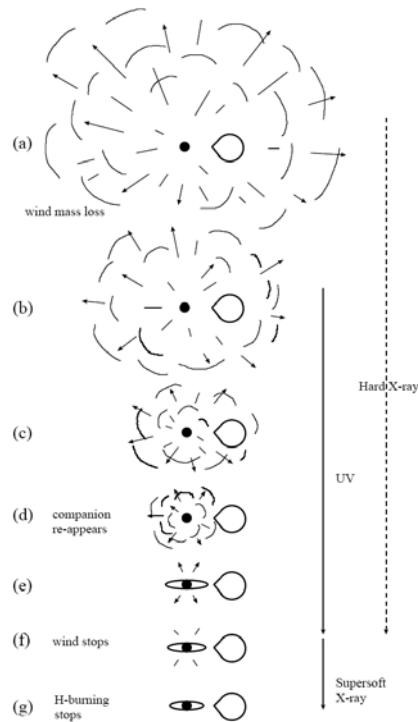 (a)
wind mass loss
(b)
Hard X-ray
(c)
UV
(d)
companion
re-appears
(e)
(f)
wind stops
Supersoft
X-ray
(g)
H-burning
stops